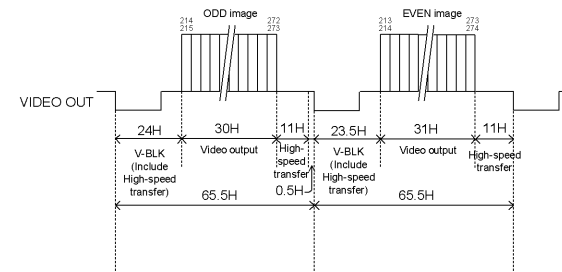 ODD image
EVEN image
214
215
272
273
213
214
273
274
VIDEO OUT
24H
30H
11H
23.5H
31H
11H
V-BLK
(Include
High-speed
transfer)
Video output
High-
speed
transfer
0.5H
V-BLK
(Include
High-speed
transfer)
Video output
High-speed
transfer
65.5H
65.5H